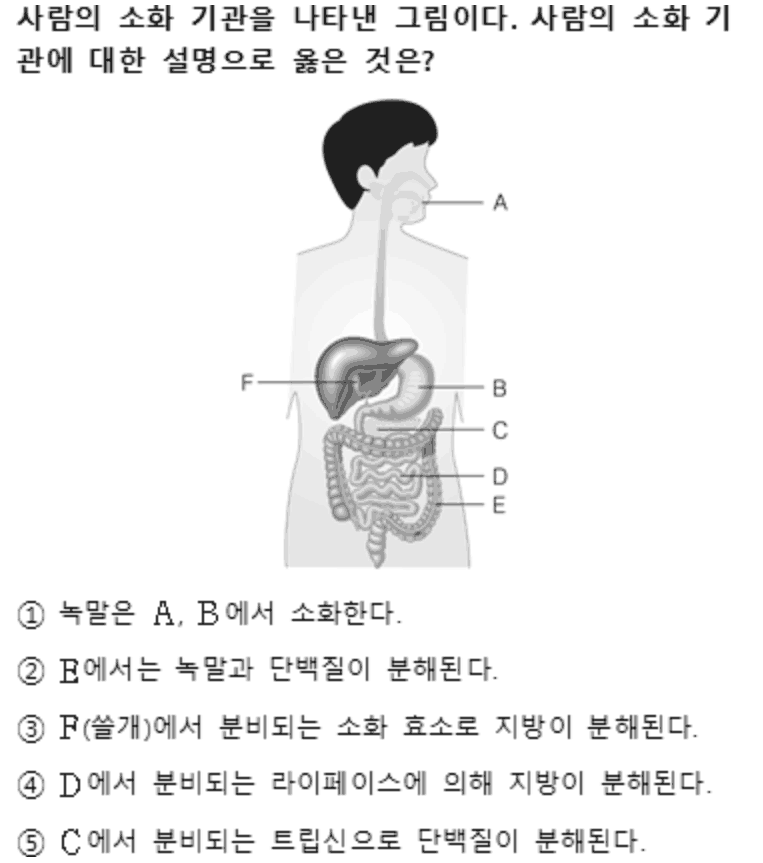 사람의 소화 기관을 나타낸 그림이다. 사람의 소화 기
관에 대한 설명으로 옳은 것은?
A
F
B
C
D
E
① 녹말은 A, B에서 소화한다.
② E에서는 녹말과 단백질이 분해된다.
③ F(쓸개)에서 분비되는 소화 효소로 지방이 분해된다.
④ D에서 분비되는 라이페이스에 의해 지방이 분해된다.
⑤ C에서 분비되는 트립신으로 단백질이 분해된다.